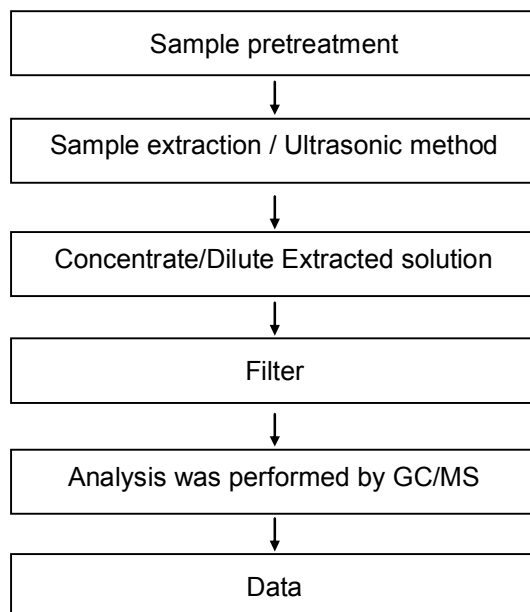 Sample pretreatment
Sample extraction / Ultrasonic method
Concentrate/Dilute Extracted solution
Filter
Analysis was performed by GC/MS
Data